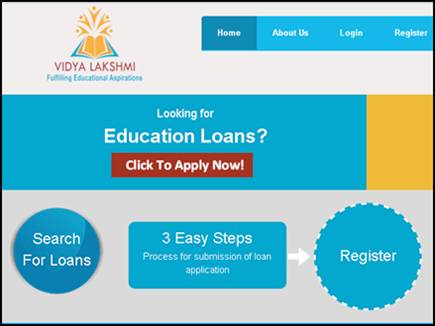 Home
About Us
Login
Register
VIDYA LAKSHMI
Fulfilling Educational Aspirations
Looking for
Education Loans?
Click To Apply Now!
Search
For Loans
3 Easy Steps
Process for submission of loan
application
Register